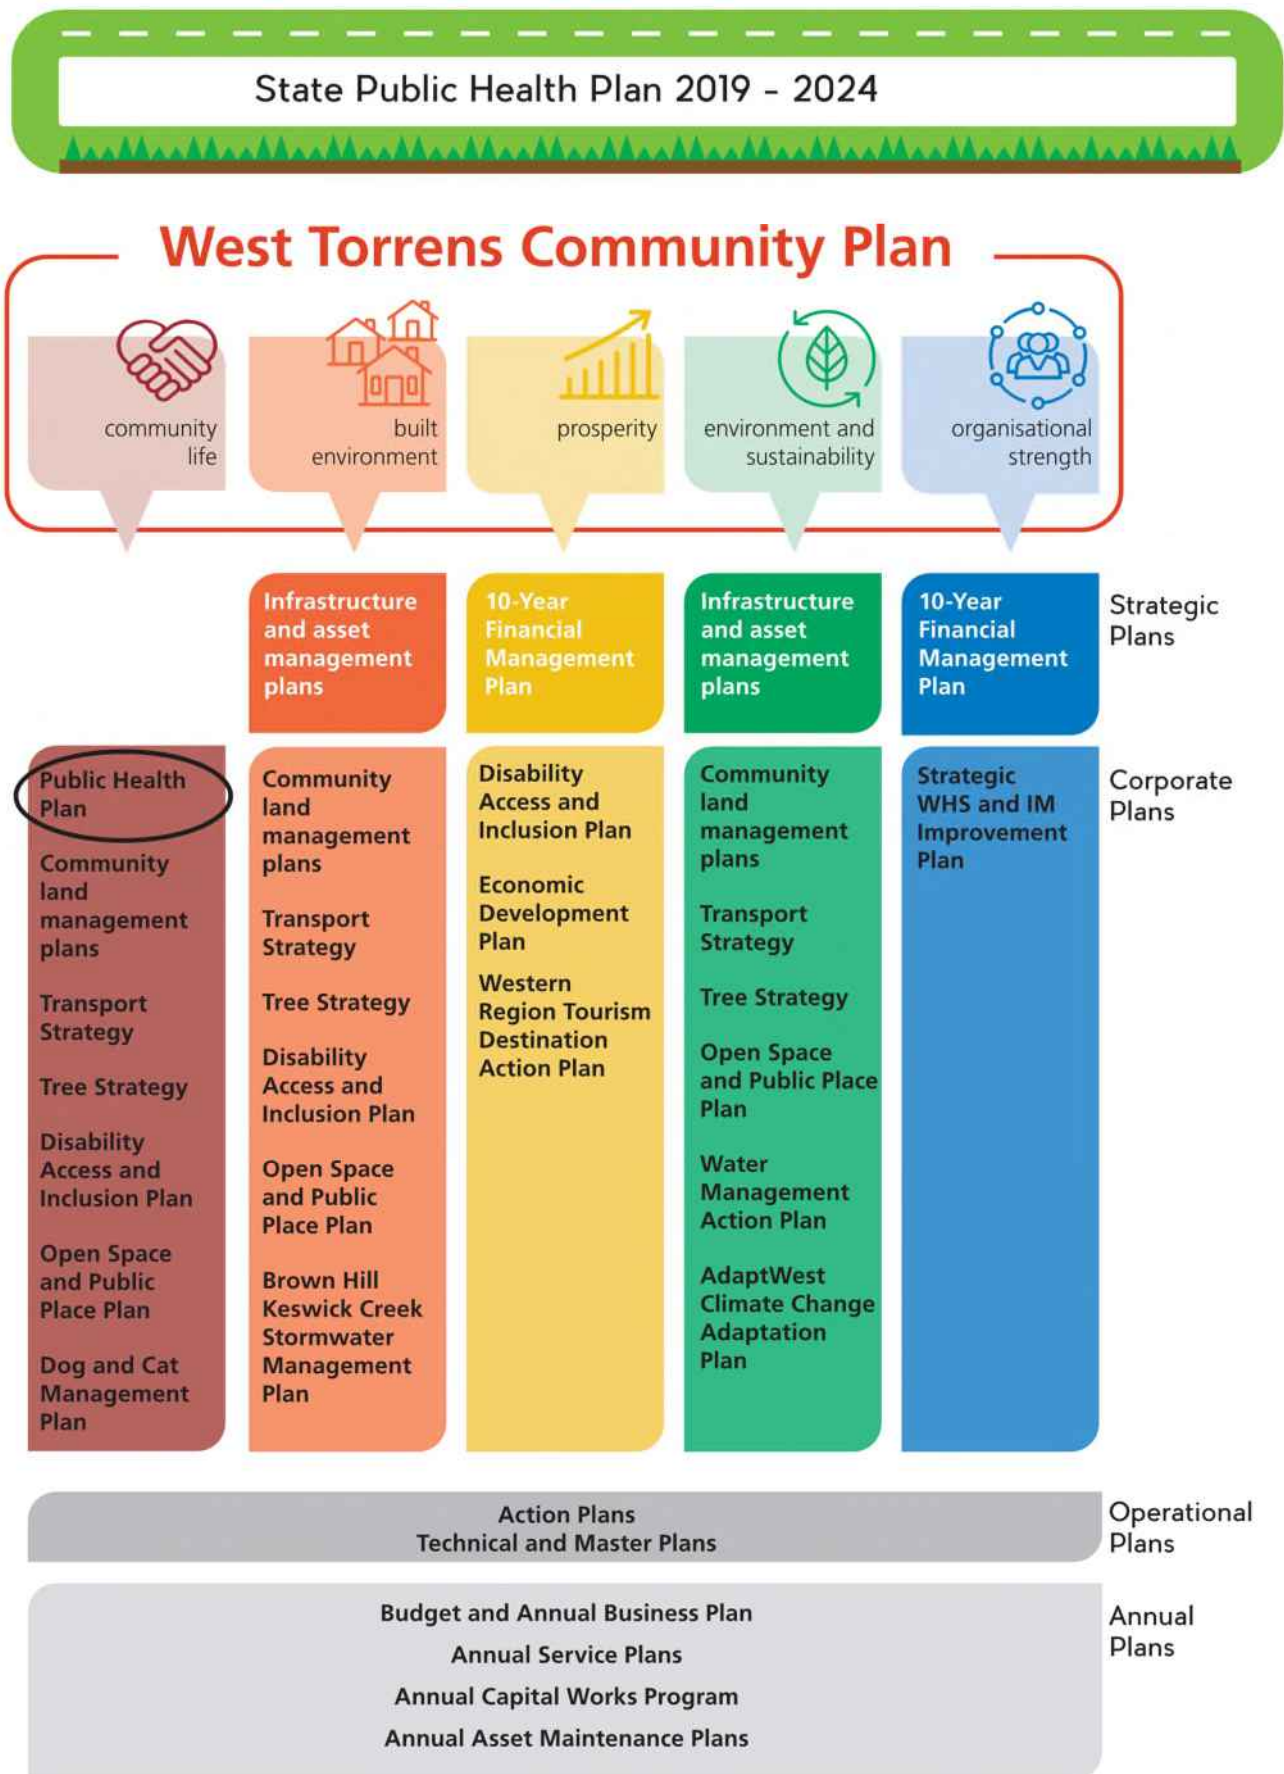 State Public Health Plan 2019 - 2024
West Torrens Community Plan
community
life
built
environment
prosperity
environment and
sustainability
organisational
strength
Infrastructure
and asset
management
plans
10-Year
Financial
Management
Plan
Infrastructure
and asset
management
plans
10-Year
Financial
Management
Plan
Strategic
Plans
Public Health
Plan
Community
land
management
plans
Transport
Strategy
Tree Strategy
Disability
Access and
Inclusion Plan
Open Space
and Public
Place Plan
Dog and Cat
Management
Plan
Community
land
management
plans
Transport
Strategy
Tree Strategy
Disability
Access and
Inclusion Plan
Open Space
and Public
Place Plan
Brown Hill
Keswick Creek
Stormwater
Management
Plan
Disability
Access and
Inclusion Plan
Economic
Development
Plan
Western
Region Tourism
Destination
Action Plan
Community
land
management
plans
Transport
Strategy
Tree Strategy
Open Space
and Public Place
Plan
Water
Management
Action Plan
AdaptWest
Climate Change
Adaptation
Plan
Strategic
WHS and IM
Improvement
Plan
Corporate
Plans
Action Plans
Technical and Master Plans
Operational
Plans
Budget and Annual Business Plan
Annual Service Plans
Annual Capital Works Program
Annual Asset Maintenance Plans
Annual
Plans